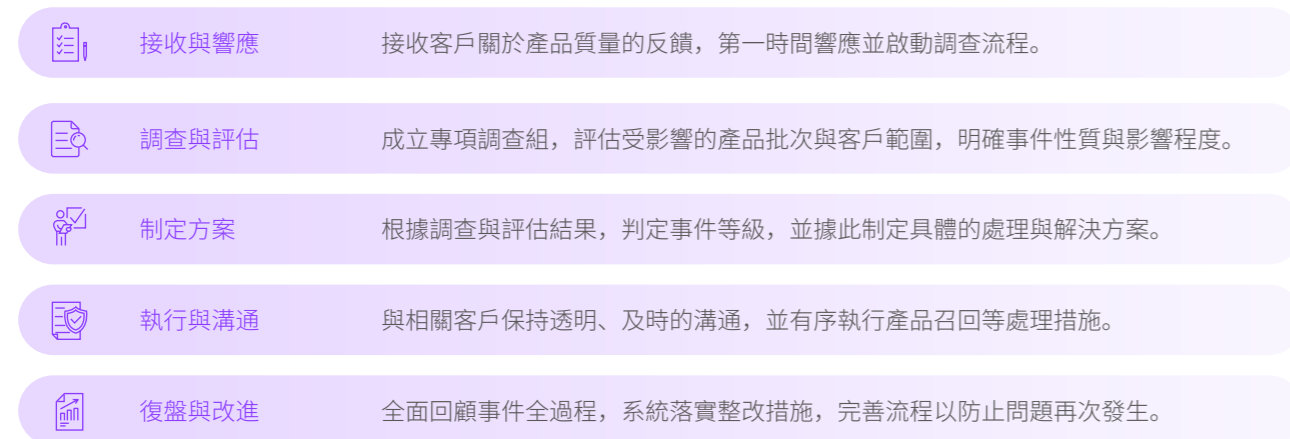 接收與響應 接收客戶關於產品質量的反饋，第一時間響應並啟動調查流程。
調查與評估 成立專項調查組，評估受影響的產品批次與客戶範圍，明確事件性質與影響程度。
制定方案 根據調查與評估結果，判定事件等級，並據此制定具體的處理與解決方案。
執行與溝通 與相關客戶保持透明、及時的溝通，並有序執行產品召回等處理措施。
復盤與改進 全面回顧事件全過程，系統落實整改措施，完善流程以防止問題再次發生。